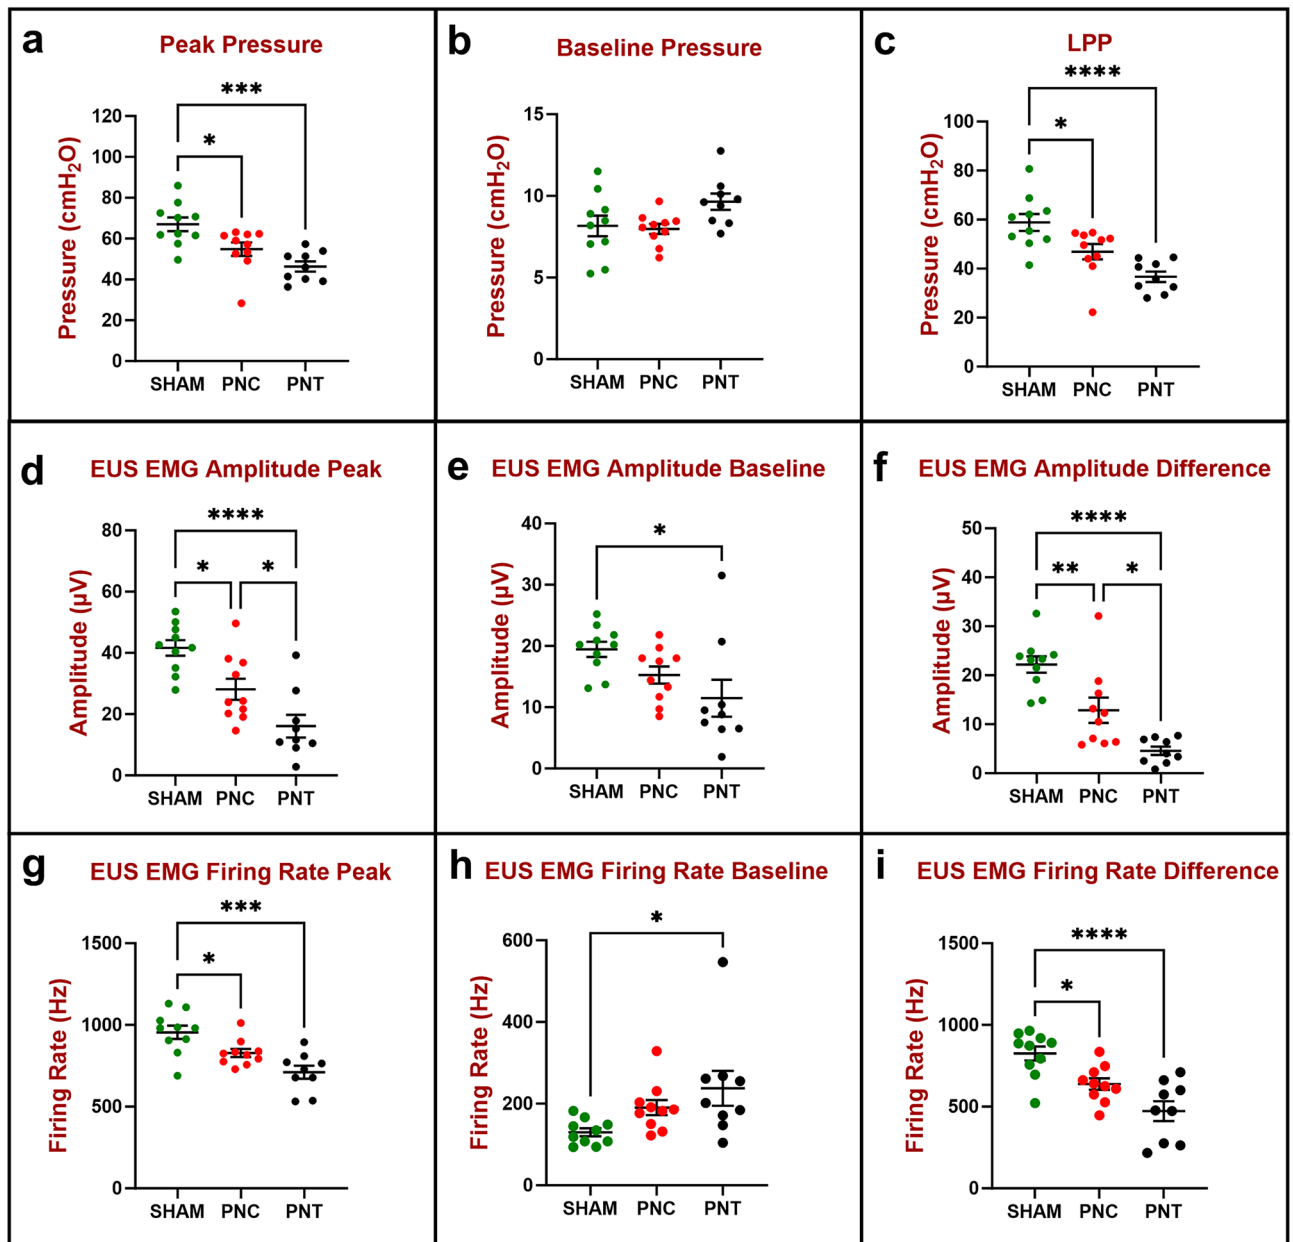 a
Peak Pressure
***
*
Pressure (cmH₂O)
120
100
80
60
40
20
0
SHAM PNC PNT
b
Baseline Pressure
Pressure (cmH₂O)
15
10
5
0
SHAM PNC PNT
c
LPP
****
*
Pressure (cmH₂O)
100
80
60
40
20
0
SHAM PNC PNT
d
EUS EMG Amplitude Peak
****
* *
Amplitude (µV)
80
60
40
20
0
SHAM PNC PNT
e
EUS EMG Amplitude Baseline
*
Amplitude (µV)
40
30
20
10
0
SHAM PNC PNT
f
EUS EMG Amplitude Difference
****
** *
Amplitude (µV)
50
40
30
20
10
0
SHAM PNC PNT
g
EUS EMG Firing Rate Peak
***
*
Firing Rate (Hz)
1500
1000
500
0
SHAM PNC PNT
h
EUS EMG Firing Rate Baseline
*
Firing Rate (Hz)
600
400
200
0
SHAM PNC PNT
i
EUS EMG Firing Rate Difference
****
*
Firing Rate (Hz)
1500
1000
500
0
SHAM PNC PNT